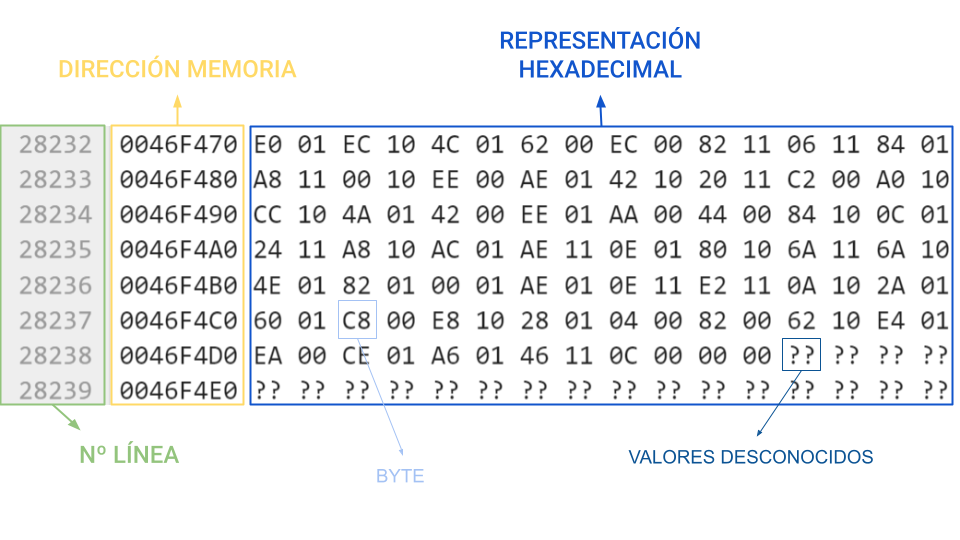 REPRESENTACIÓN
HEXADECIMAL
DIRECCIÓN MEMORIA
28232 0046F470 E0 01 EC 10 4C 01 62 00 EC 00 82 11 06 11 84 01
28233 0046F480 A8 11 00 10 EE 00 AE 01 42 10 20 11 C2 00 A0 10
28234 0046F490 CC 10 4A 01 42 00 EE 01 AA 00 44 00 84 10 0C 01
28235 0046F4A0 24 11 A8 10 AC 01 AE 11 0E 01 80 10 6A 11 6A 10
28236 0046F4B0 4E 01 82 01 00 01 AE 01 0E 11 E2 11 0A 10 2A 01
28237 0046F4C0 60 01 C8 00 E8 10 28 01 04 00 82 00 62 10 E4 01
28238 0046F4D0 EA 00 CE 01 A6 01 46 11 0C 00 00 00 ?? ?? ?? ??
28239 0046F4E0 ?? ?? ?? ?? ?? ?? ?? ?? ?? ?? ?? ?? ?? ?? ?? ??
Nº LÍNEA
BYTE
VALORES DESCONOCIDOS